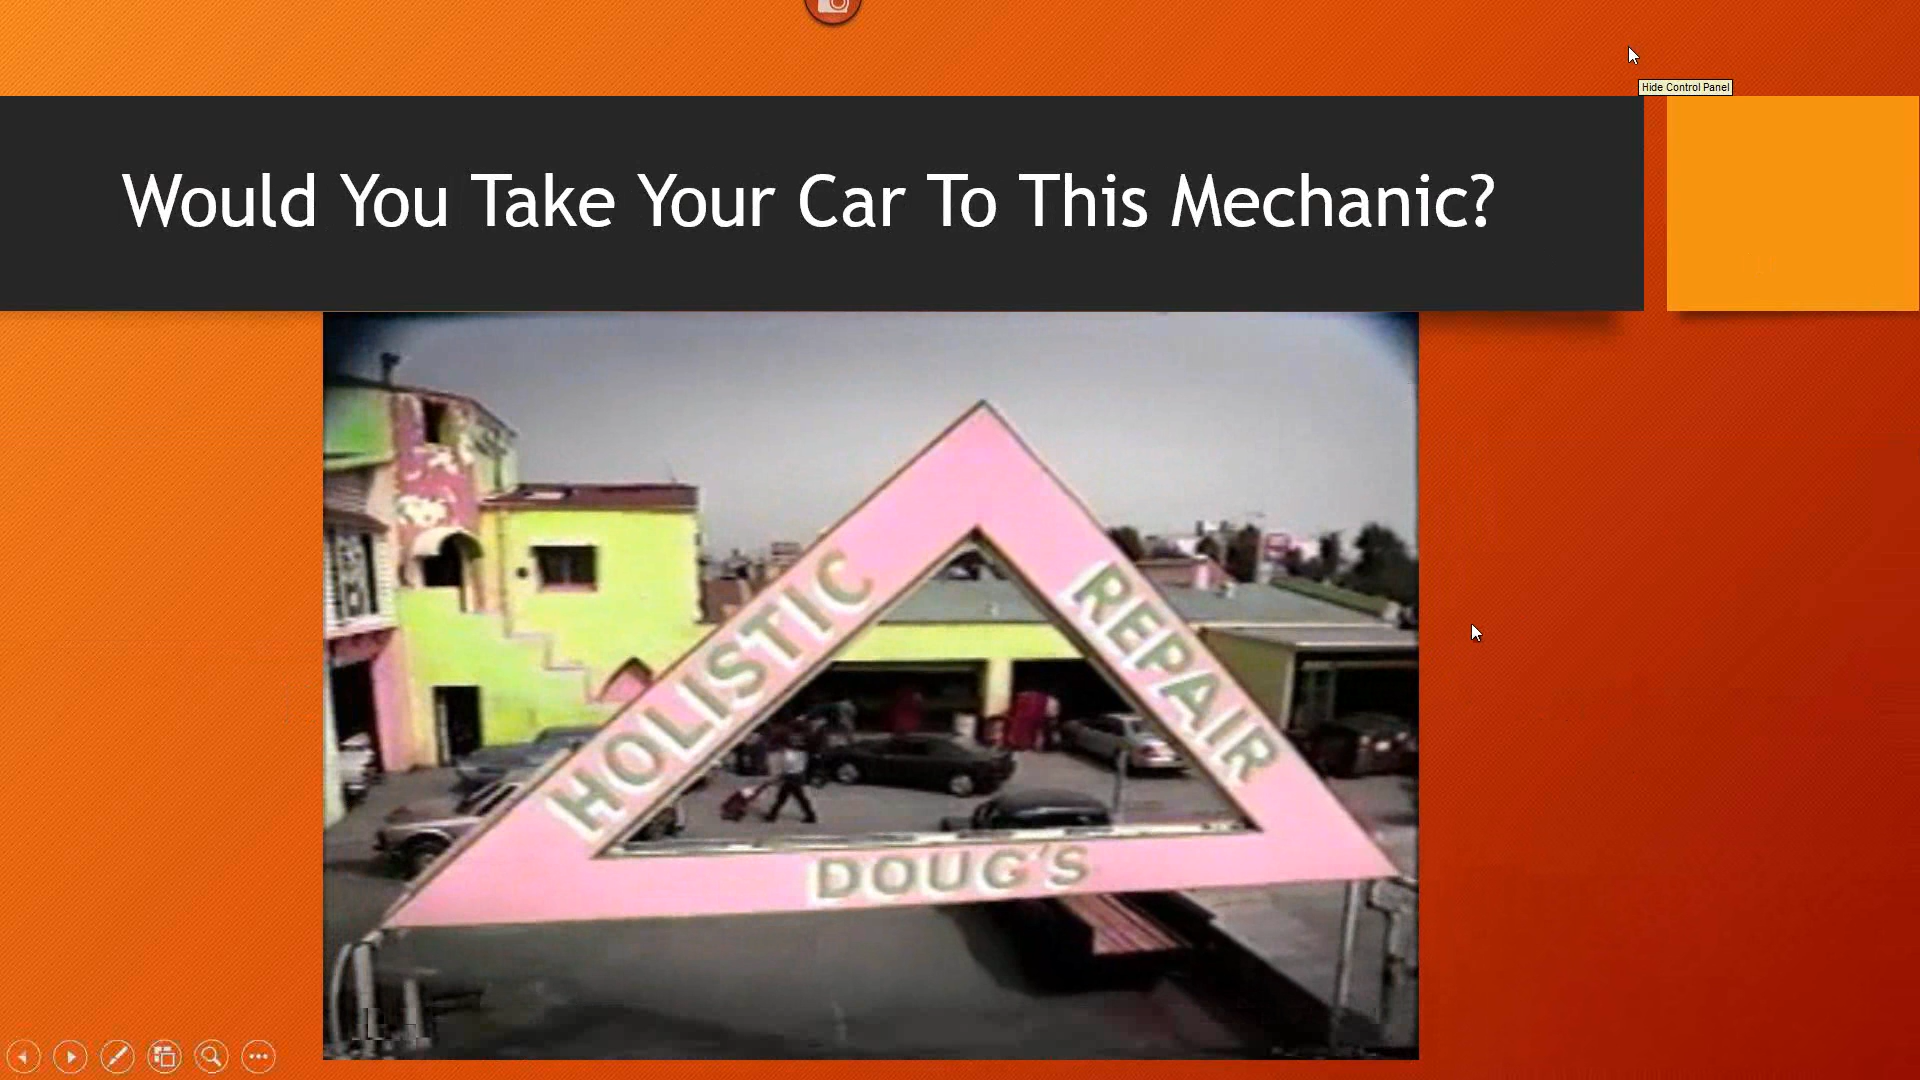 Hide Control Panel
Would You Take Your Car To This Mechanic?
HOLISTIC
REPAIR
DOUG'S